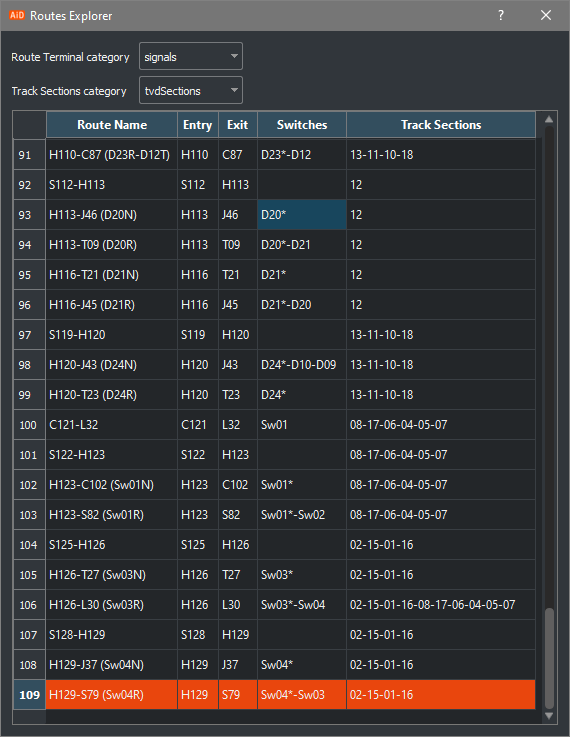 AID Routes Explorer ? ✕
Route Terminal category signals
Track Sections category tvdSections
Route Name Entry Exit Switches Track Sections
91 H110-C87 (D23R-D12T) H110 C87 D23*-D12 13-11-10-18
92 S112-H113 S112 H113 12
93 H113-J46 (D20N) H113 J46 D20* 12
94 H113-T09 (D20R) H113 T09 D20*-D21 12
95 H116-T21 (D21N) H116 T21 D21* 12
96 H116-J45 (D21R) H116 J45 D21*-D20 12
97 S119-H120 S119 H120 13-11-10-18
98 H120-J43 (D24N) H120 J43 D24*-D10-D09 13-11-10-18
99 H120-T23 (D24R) H120 T23 D24* 13-11-10-18
100 C121-L32 C121 L32 Sw01 08-17-06-04-05-07
101 S122-H123 S122 H123 08-17-06-04-05-07
102 H123-C102 (Sw01N) H123 C102 Sw01* 08-17-06-04-05-07
103 H123-S82 (Sw01R) H123 S82 Sw01*-Sw02 08-17-06-04-05-07
104 S125-H126 S125 H126 02-15-01-16
105 H126-T27 (Sw03N) H126 T27 Sw03* 02-15-01-16
106 H126-L30 (Sw03R) H126 L30 Sw03*-Sw04 02-15-01-16-08-17-06-04-05-07
107 S128-H129 S128 H129 02-15-01-16
108 H129-J37 (Sw04N) H129 J37 Sw04* 02-15-01-16
109 H129-S79 (Sw04R) H129 S79 Sw04*-Sw03 02-15-01-16